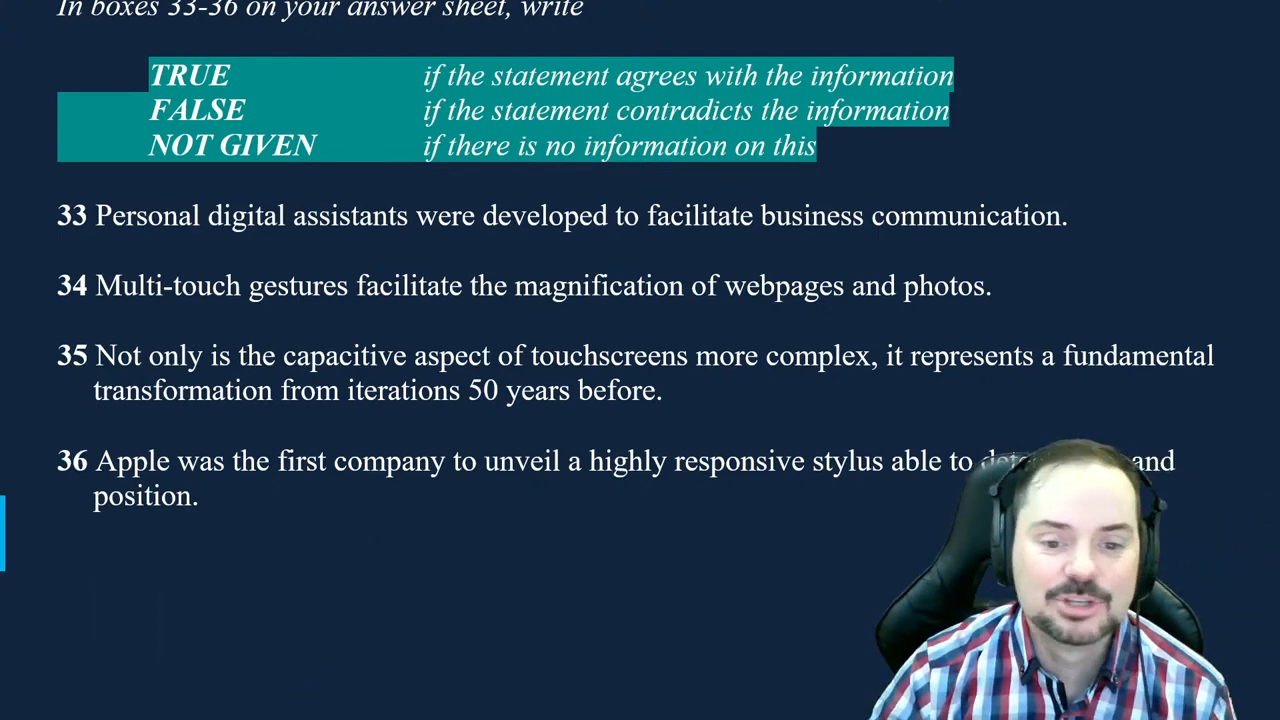 In boxes 33-36 on your answer sheet, write
TRUE if the statement agrees with the information
FALSE if the statement contradicts the information
NOT GIVEN if there is no information on this
33 Personal digital assistants were developed to facilitate business communication.
34 Multi-touch gestures facilitate the magnification of webpages and photos.
35 Not only is the capacitive aspect of touchscreens more complex, it represents a fundamental
transformation from iterations 50 years before.
36 Apple was the first company to unveil a highly responsive stylus able to and
position.